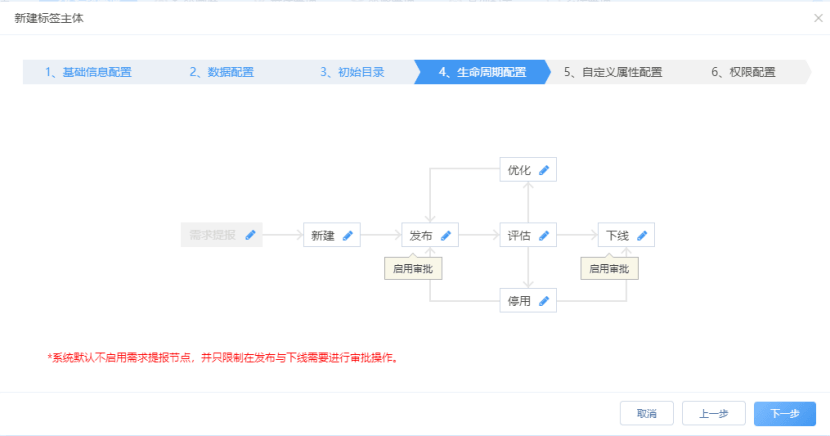 新建标签主体
1、基础信息配置
2、数据配置
3、初始目录
4、生命周期配置
5、自定义属性配置
6、权限配置
优化
需求提报
新建
发布
评估
下线
启用审批
启用审批
停用
*系统默认不启用需求提报节点，并只限制在发布与下线需要进行审批操作。
取消
上一步
下一步